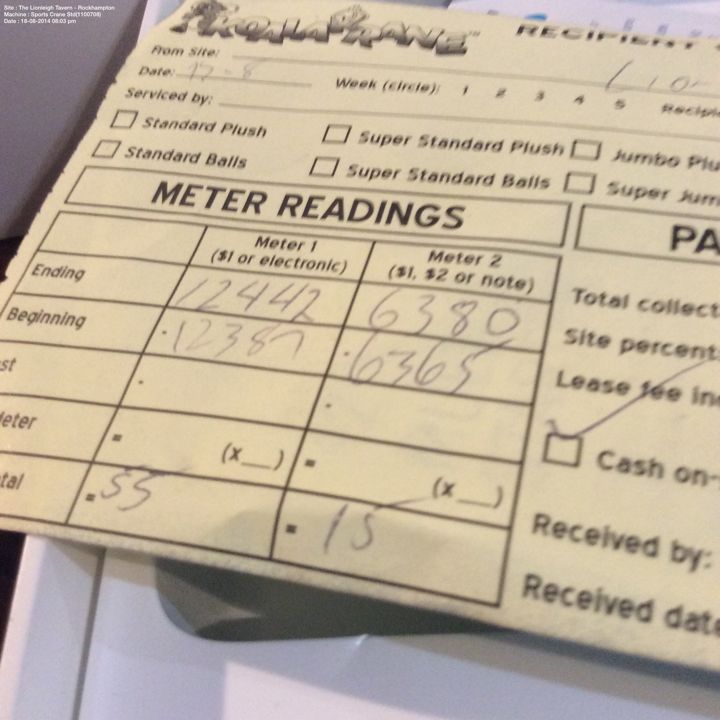 Site : The Lionleigh Tavern - Rockhampton
Machine : Sports Crane Std(1100708)
Date : 18-08-2014 08:03 pm
KOALA KRANE™
RECIPIENT
From Site:
Date: 17-8
Week (circle): 1 2 3 4 5
Serviced by:
Standard Plush Super Standard Plush Jumbo Plu
Standard Balls Super Standard Balls Super Jum
METER READINGS PA
Meter 1 Meter 2
($1 or electronic) ($1, $2 or note)
Ending 12442 6380
Beginning - 12387 - 6365
st - -
eter = (x__) = (x__)
tal = 55 = 15
Total collect
Site percent
Lease fee in
Cash on-
Received by:
Received date